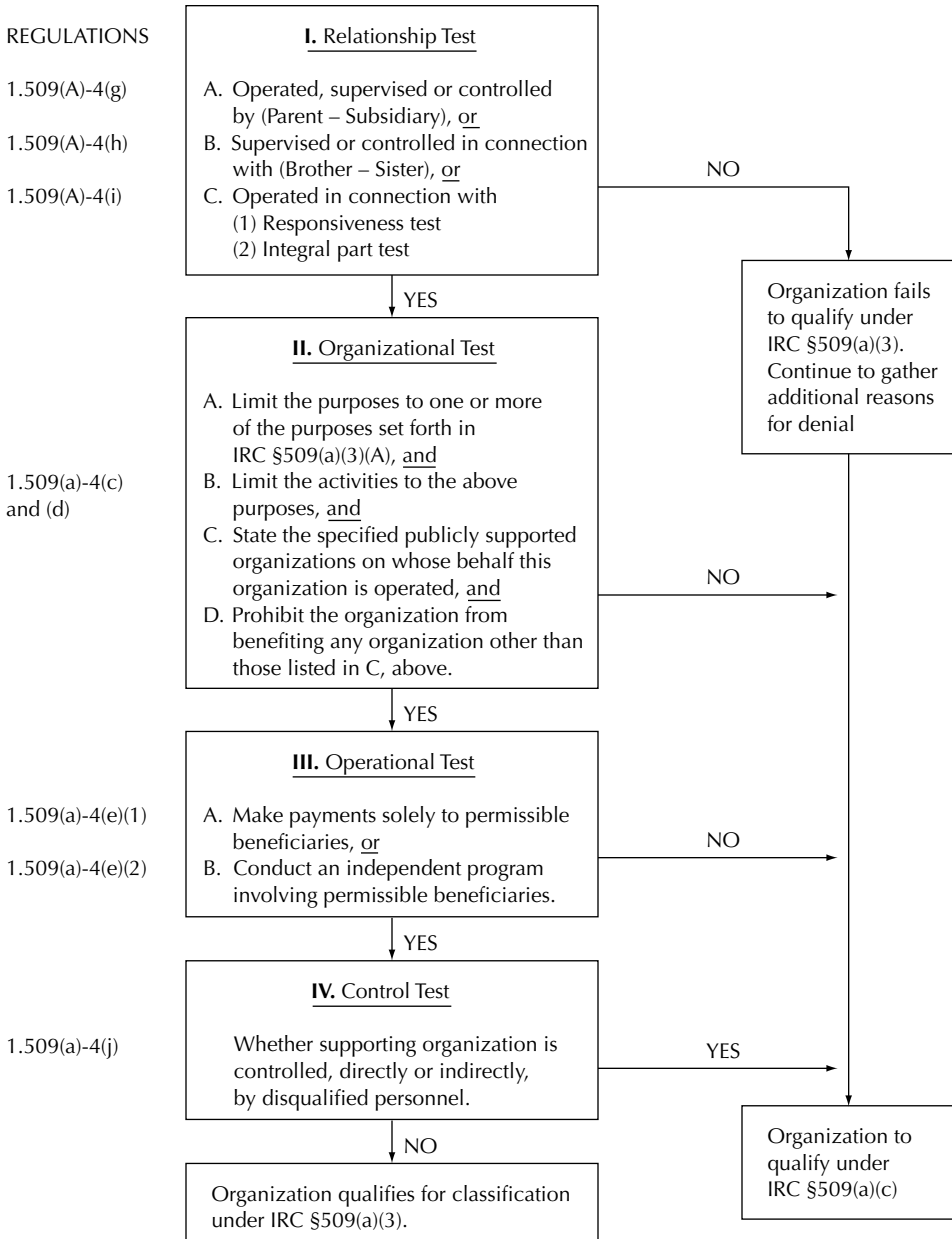 REGULATIONS
I. Relationship Test
1.509(A)-4(g)
A. Operated, supervised or controlled
by (Parent – Subsidiary), or
1.509(A)-4(h)
B. Supervised or controlled in connection
with (Brother – Sister), or
1.509(A)-4(i)
C. Operated in connection with
(1) Responsiveness test
(2) Integral part test
NO
YES
Organization fails
to qualify under
IRC §509(a)(3).
Continue to gather
additional reasons
for denial
II. Organizational Test
A. Limit the purposes to one or more
of the purposes set forth in
IRC §509(a)(3)(A), and
1.509(a)-4(c)
and (d)
B. Limit the activities to the above
purposes, and
C. State the specified publicly supported
organizations on whose behalf this
organization is operated, and
D. Prohibit the organization from
benefiting any organization other than
those listed in C, above.
NO
YES
III. Operational Test
1.509(a)-4(e)(1)
A. Make payments solely to permissible
beneficiaries, or
1.509(a)-4(e)(2)
B. Conduct an independent program
involving permissible beneficiaries.
NO
YES
IV. Control Test
1.509(a)-4(j)
Whether supporting organization is
controlled, directly or indirectly,
by disqualified personnel.
YES
NO
Organization to
qualify under
IRC §509(a)(c)
Organization qualifies for classification
under IRC §509(a)(3).